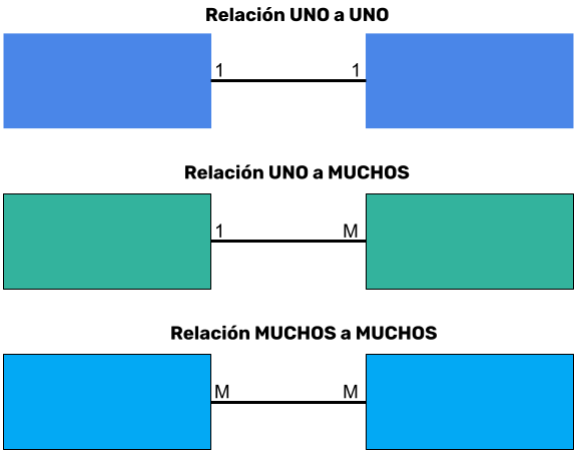 Relación UNO a UNO
1 1
Relación UNO a MUCHOS
1 M
Relación MUCHOS a MUCHOS
M M